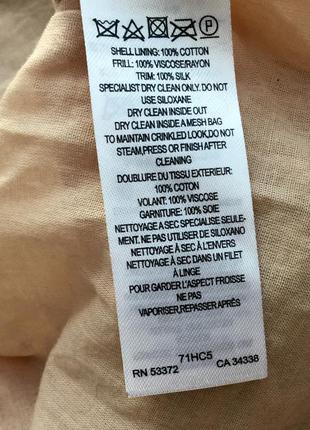 SHELL LINING: 100% COTTON
FRILL: 100% VISCOSE/RAYON
TRIM: 100% SILK
SPECIALIST DRY CLEAN ONLY. DO NOT
USE SILOXANE
DRY CLEAN INSIDE OUT
DRY CLEAN INSIDE A MESH BAG
TO MAINTAIN CRINKLED LOOK,DO NOT
STEAM,PRESS OR FINISH AFTER
CLEANING
DOUBLURE DU TISSU EXTERIEUR:
100% COTON
VOLANT: 100% VISCOSE
GARNITURE: 100% SOIE
NETTOYAGE A SEC SPECIALISE SEULE-
MENT. NE PAS UTILISER DE SILOXANO
NETTOYAGE A SEC À L'ENVERS
NETTOYAGE A SEC DANS UN FILET
À LINGE
POUR GARDER L'ASPECT FROISSE
NE PAS
VAPORISER,REPASSER APRÈS
71HC5
RN 53372 CA 34338